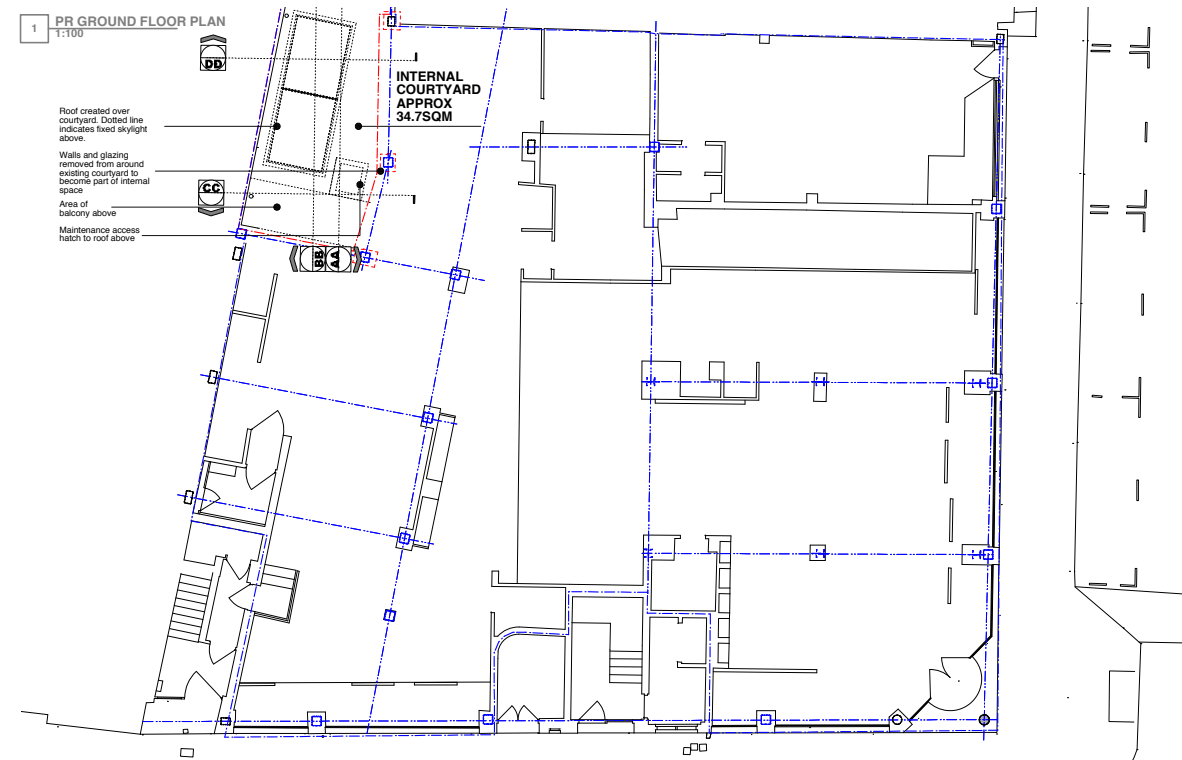 1 PR GROUND FLOOR PLAN
1:100
DD
INTERNAL
COURTYARD
APPROX
34.7SQM
Roof created over
courtyard. Dotted line
indicates fixed skylight
above.
Walls and glazing
removed from around
existing courtyard to
become part of internal
space
CC
Area of
balcony above
Maintenance access
hatch to roof above
BB
AA